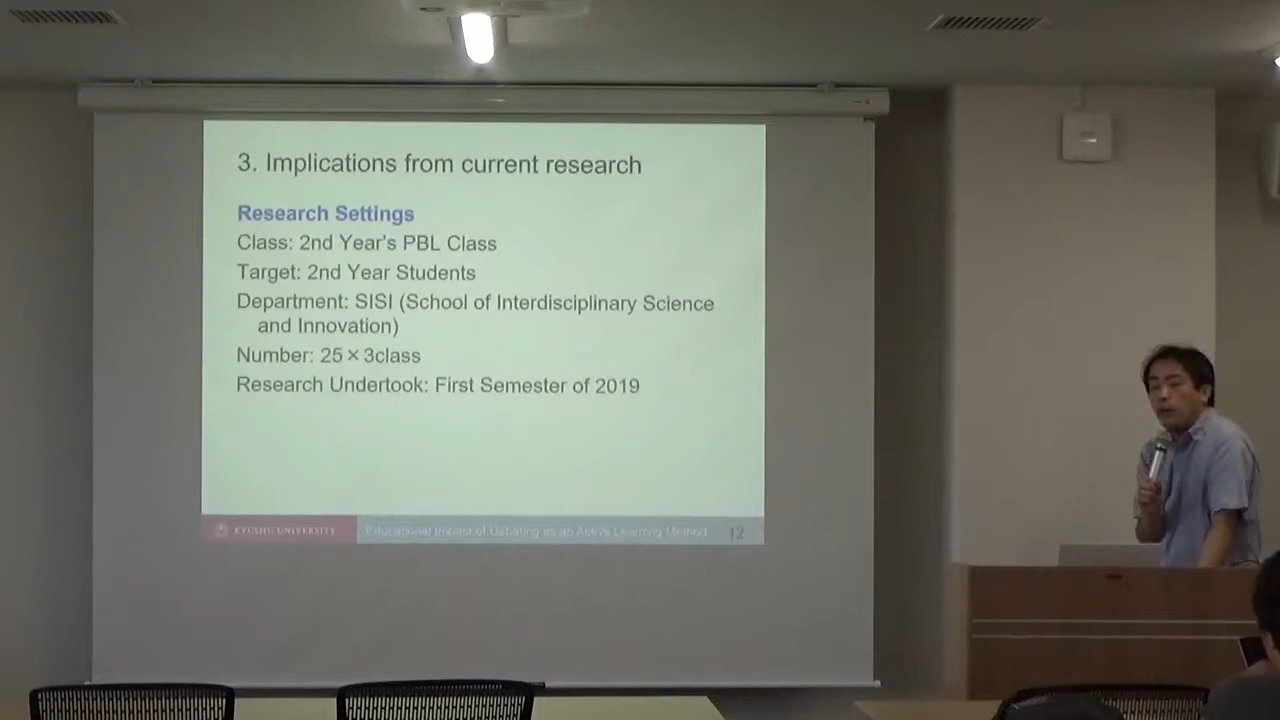 3. Implications from current research
Research Settings
Class: 2nd Year's PBL Class
Target: 2nd Year Students
Department: SISI (School of Interdisciplinary Science
and Innovation)
Number: 25×3class
Research Undertook: First Semester of 2019
KYUSHU UNIVERSITY
Educational Impact of Debating as an Active Learning Method
12